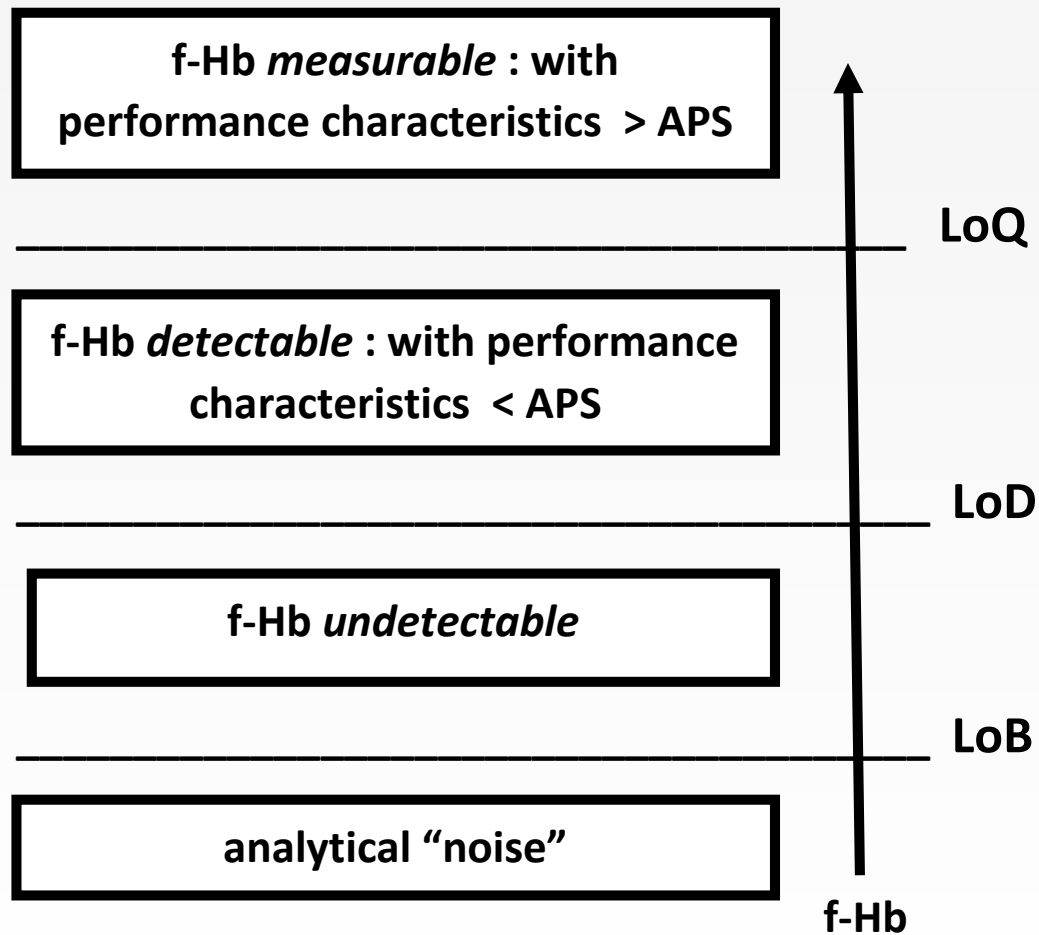 f-Hb measurable : with
performance characteristics > APS
LoQ
f-Hb detectable : with performance
characteristics < APS
LoD
f-Hb undetectable
LoB
analytical “noise”
f-Hb